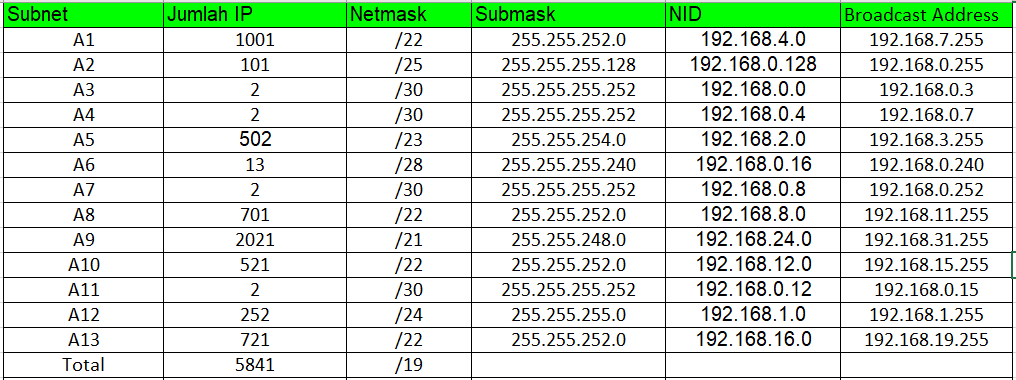 Subnet Jumlah IP Netmask Submask NID Broadcast Address
A1 1001 /22 255.255.252.0 192.168.4.0 192.168.7.255
A2 101 /25 255.255.255.128 192.168.0.128 192.168.0.255
A3 2 /30 255.255.255.252 192.168.0.0 192.168.0.3
A4 2 /30 255.255.255.252 192.168.0.4 192.168.0.7
A5 502 /23 255.255.254.0 192.168.2.0 192.168.3.255
A6 13 /28 255.255.255.240 192.168.0.16 192.168.0.240
A7 2 /30 255.255.255.252 192.168.0.8 192.168.0.252
A8 701 /22 255.255.252.0 192.168.8.0 192.168.11.255
A9 2021 /21 255.255.248.0 192.168.24.0 192.168.31.255
A10 521 /22 255.255.252.0 192.168.12.0 192.168.15.255
A11 2 /30 255.255.255.252 192.168.0.12 192.168.0.15
A12 252 /24 255.255.255.0 192.168.1.0 192.168.1.255
A13 721 /22 255.255.252.0 192.168.16.0 192.168.19.255
Total 5841 /19